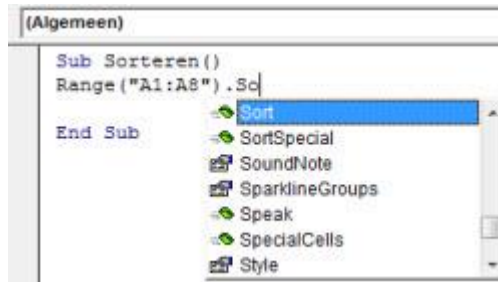 (Algemeen)
Sub Sorteren()
Range("A1:A8").So
Sort
End Sub
SortSpecial
SoundNote
SparklineGroups
Speak
SpecialCells
Style